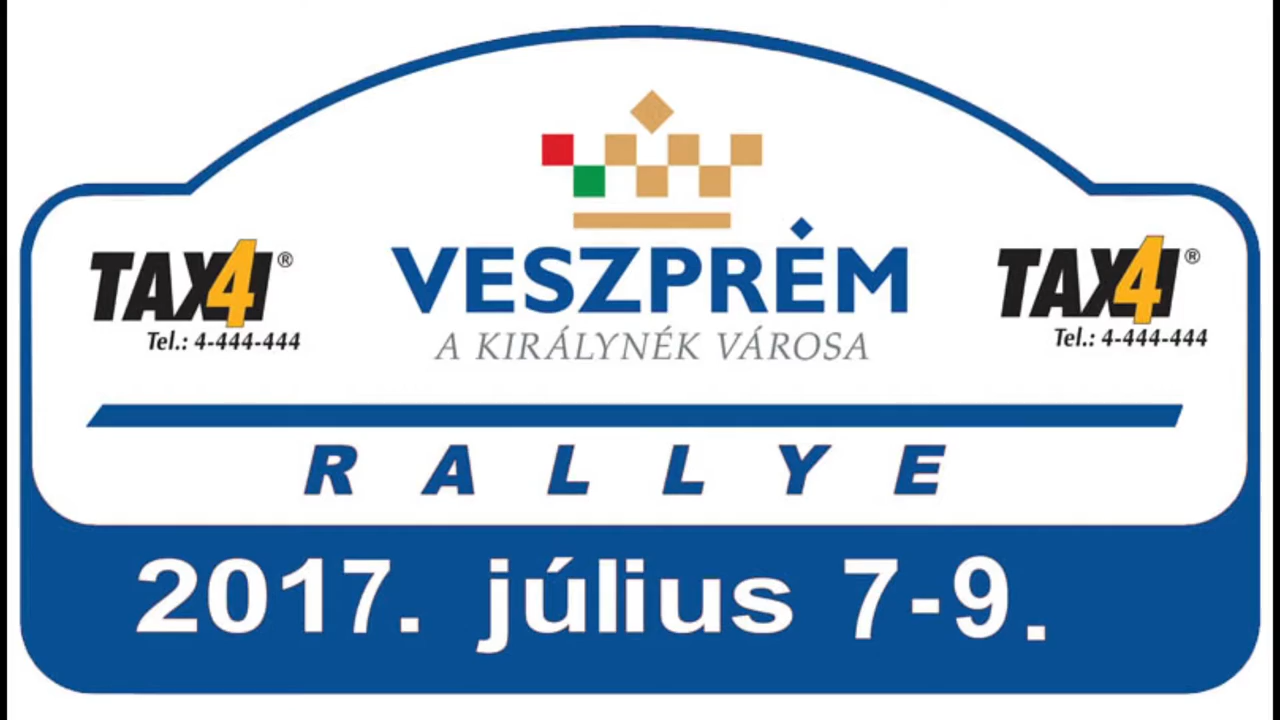 VESZPRÉM
A KIRÁLYNÉK VÁROSA
TAX4 ®
Tel.: 4-444-444
TAX4 ®
Tel.: 4-444-444
RALLYE
2017. július 7-9.